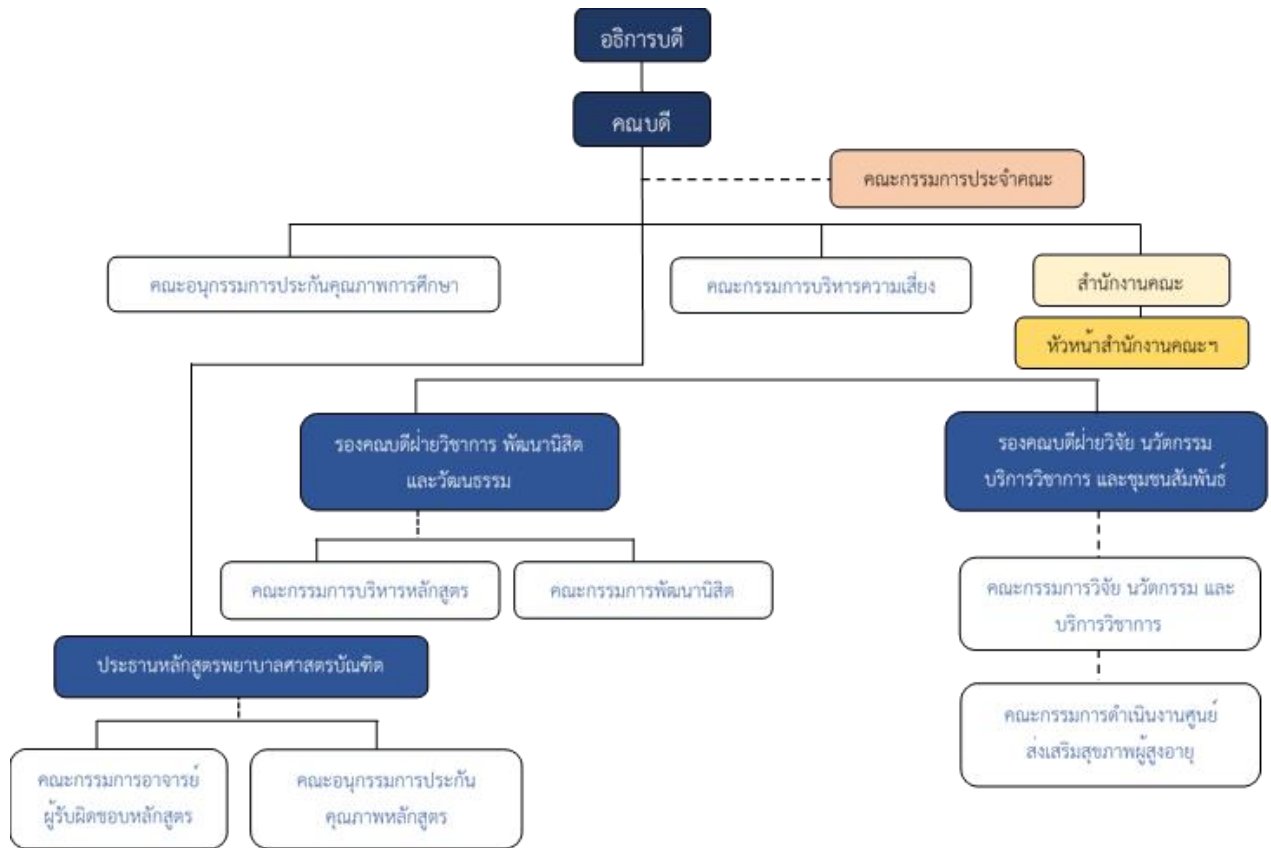 อธิการบดี
คณบดี
คณะกรรมการประจำคณะ
คณะอนุกรรมการประกันคุณภาพการศึกษา
คณะกรรมการบริหารความเสี่ยง
สำนักงานคณะ
หัวหน้าสำนักงานคณะฯ
รองคณบดีฝ่ายวิชาการ พัฒนานิสิต
และวัฒนธรรม
รองคณบดีฝ่ายวิจัย นวัตกรรม
บริการวิชาการ และชุมชนสัมพันธ์
คณะกรรมการบริหารหลักสูตร
คณะกรรมการพัฒนานิสิต
คณะกรรมการวิจัย นวัตกรรม และ
บริการวิชาการ
ประธานหลักสูตรพยาบาลศาสตรบัณฑิต
คณะกรรมการดำเนินงานศูนย์
ส่งเสริมสุขภาพผู้สูงอายุ
คณะกรรมการอาจารย์
ผู้รับผิดชอบหลักสูตร
คณะอนุกรรมการประกัน
คุณภาพหลักสูตร